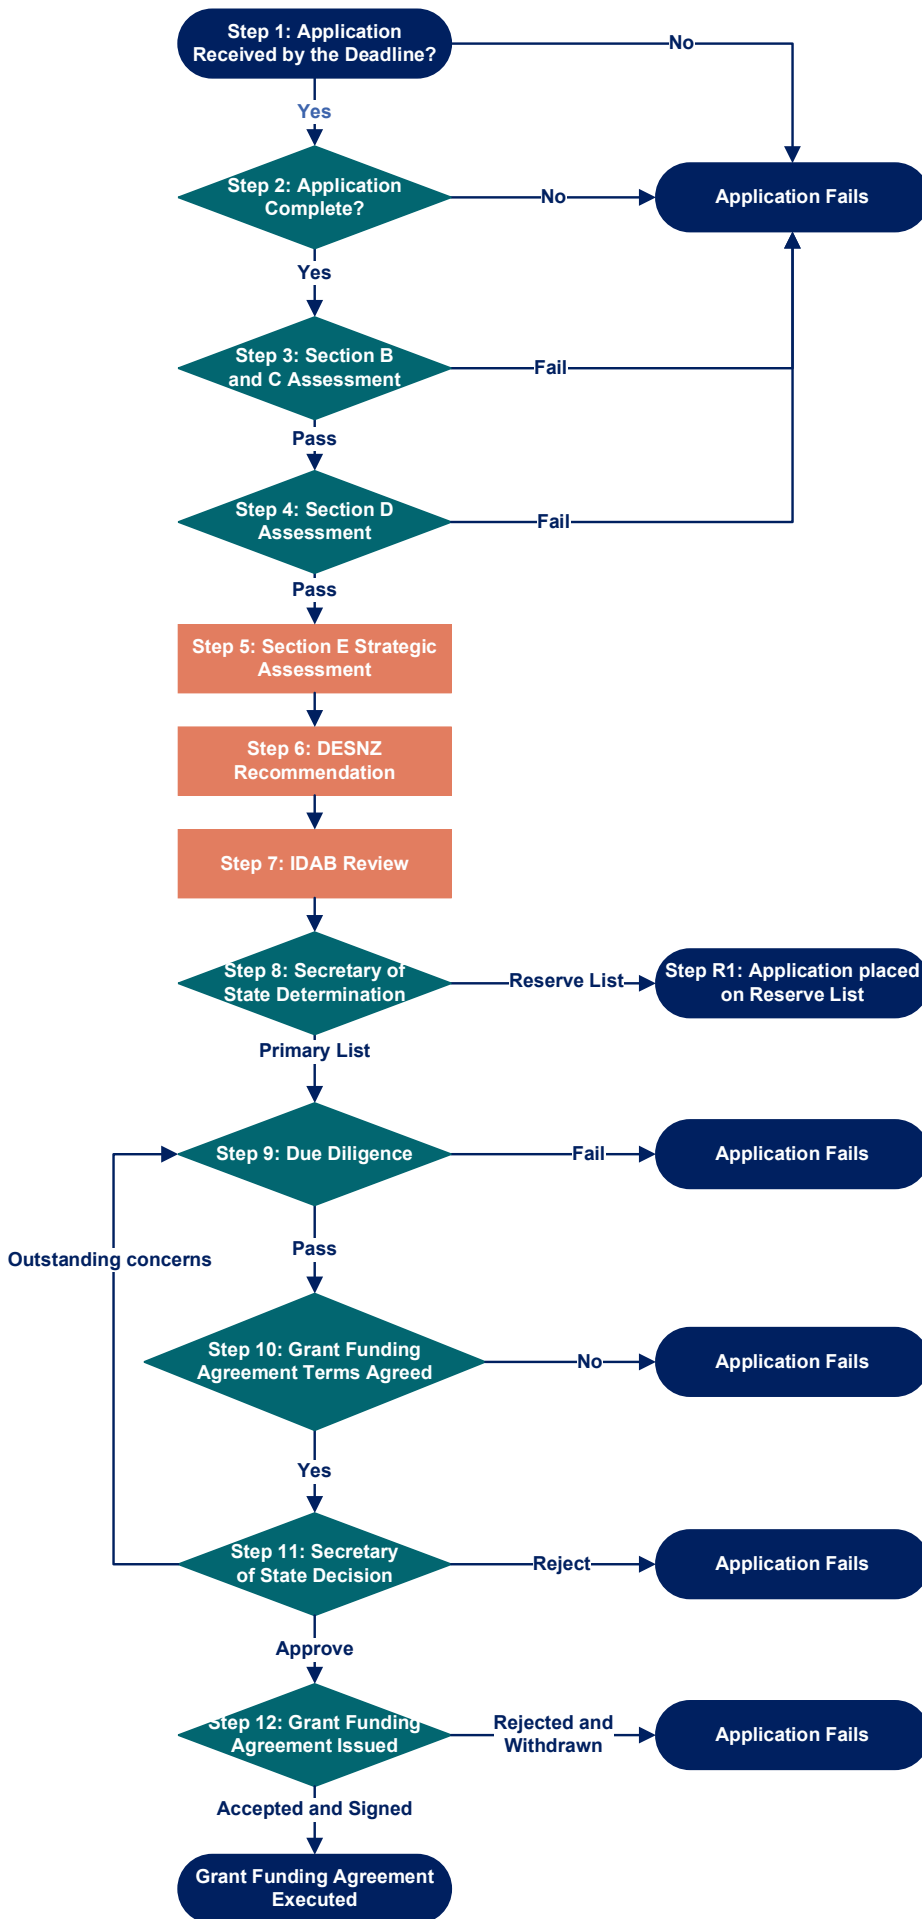 Step 1: Application
Received by the Deadline?
No
Yes
Step 2: Application
Complete?
No
Application Fails
Yes
Step 3: Section B
and C Assessment
Fail
Pass
Step 4: Section D
Assessment
Fail
Pass
Step 5: Section E Strategic
Assessment
Step 6: DESNZ
Recommendation
Step 7: IDAB Review
Step 8: Secretary of
State Determination
Reserve List
Step R1: Application placed
on Reserve List
Primary List
Step 9: Due Diligence
Fail
Application Fails
Pass
Outstanding concerns
Step 10: Grant Funding
Agreement Terms Agreed
No
Application Fails
Yes
Step 11: Secretary
of State Decision
Reject
Application Fails
Approve
Step 12: Grant Funding
Agreement Issued
Rejected and
Withdrawn
Application Fails
Accepted and Signed
Grant Funding Agreement
Executed